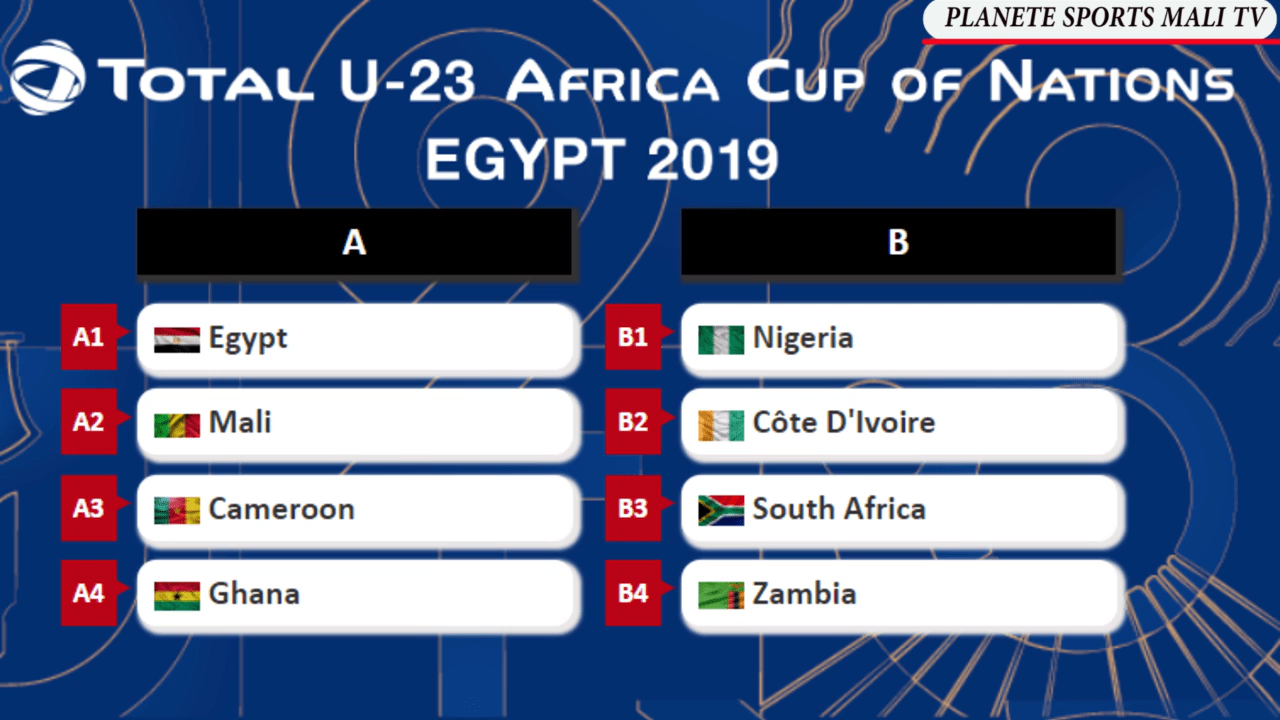 PLANETE SPORTS MALI TV
TOTAL U-23 AFRICA CUP OF NATIONS
EGYPT 2019
A
A1 Egypt
A2 Mali
A3 Cameroon
A4 Ghana
B
B1 Nigeria
B2 Côte D'Ivoire
B3 South Africa
B4 Zambia